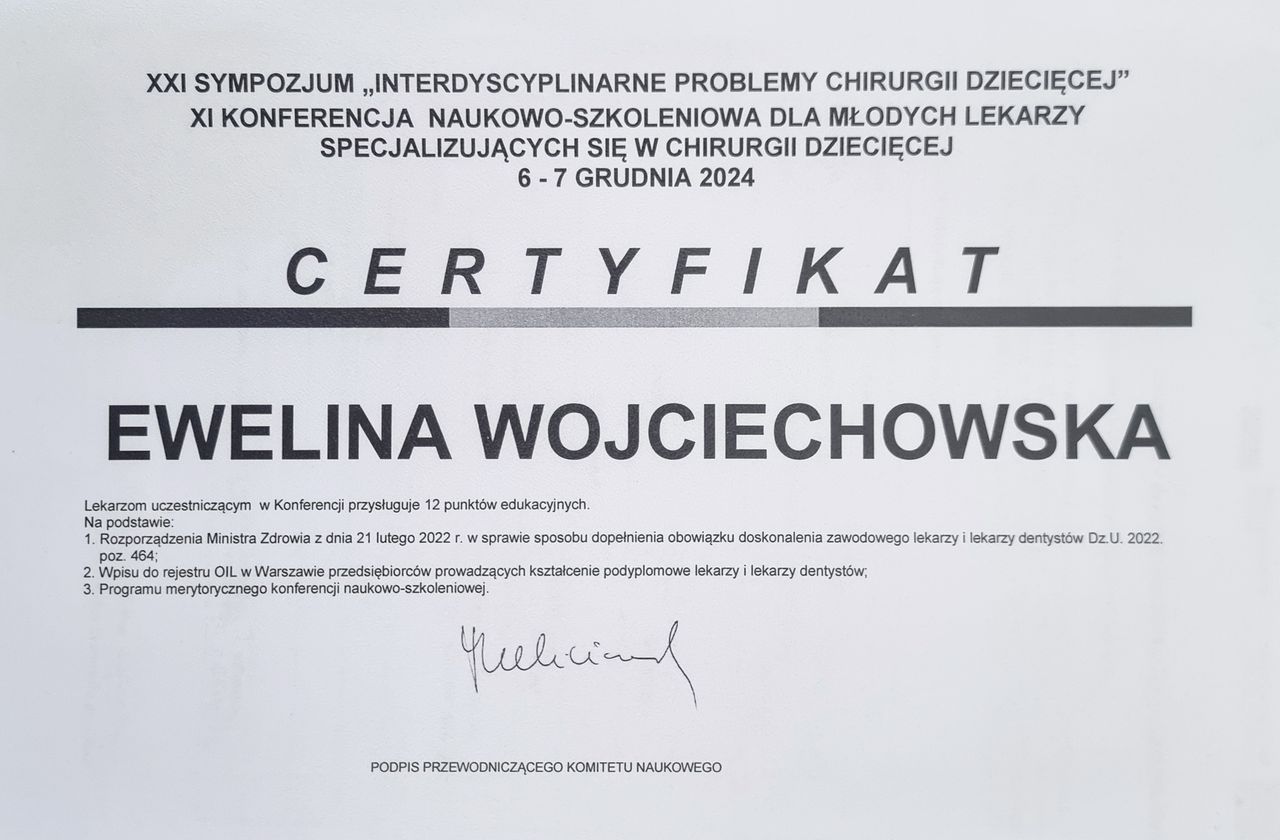 XXI SYMPOZJUM „INTERDYSCYPLINARNE PROBLEMY CHIRURGII DZIECIĘCEJ”
XI KONFERENCJA NAUKOWO-SZKOLENIOWA DLA MŁODYCH LEKARZY
SPECJALIZUJĄCYCH SIĘ W CHIRURGII DZIECIĘCEJ
6 - 7 GRUDNIA 2024
CERTYFIKAT
EWELINA WOJCIECHOWSKA
Lekarzom uczestniczącym w Konferencji przysługuje 12 punktów edukacyjnych.
Na podstawie:
1. Rozporządzenia Ministra Zdrowia z dnia 21 lutego 2022 r. w sprawie sposobu dopełnienia obowiązku doskonalenia zawodowego lekarzy i lekarzy dentystów Dz.U. 2022.
poz. 464;
2. Wpisu do rejestru OIL w Warszawie przedsiębiorców prowadzących kształcenie podyplomowe lekarzy i lekarzy dentystów;
3. Programu merytorycznego konferencji naukowo-szkoleniowej.
PODPIS PRZEWODNICZĄCEGO KOMITETU NAUKOWEGO